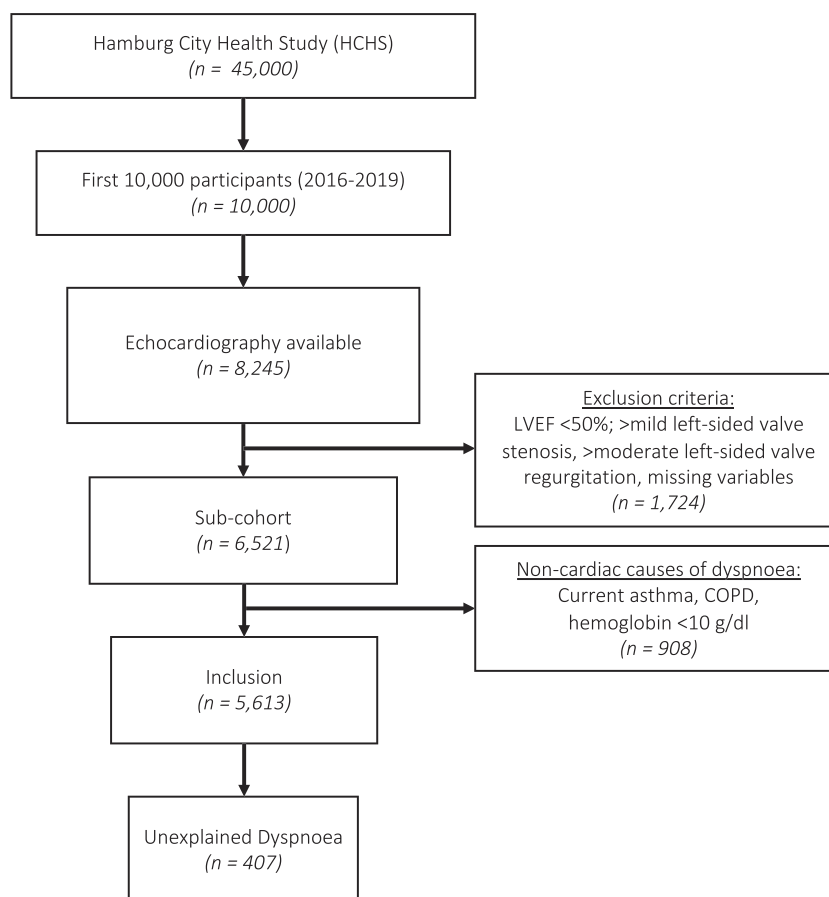 Hamburg City Health Study (HCHS)
(n = 45,000)
First 10,000 participants (2016-2019)
(n = 10,000)
Echocardiography available
(n = 8,245)
Exclusion criteria:
LVEF <50%; >mild left-sided valve
stenosis, >moderate left-sided valve
regurgitation, missing variables
(n = 1,724)
Sub-cohort
(n = 6,521)
Non-cardiac causes of dyspnoea:
Current asthma, COPD,
hemoglobin <10 g/dl
(n = 908)
Inclusion
(n = 5,613)
Unexplained Dyspnoea
(n = 407)